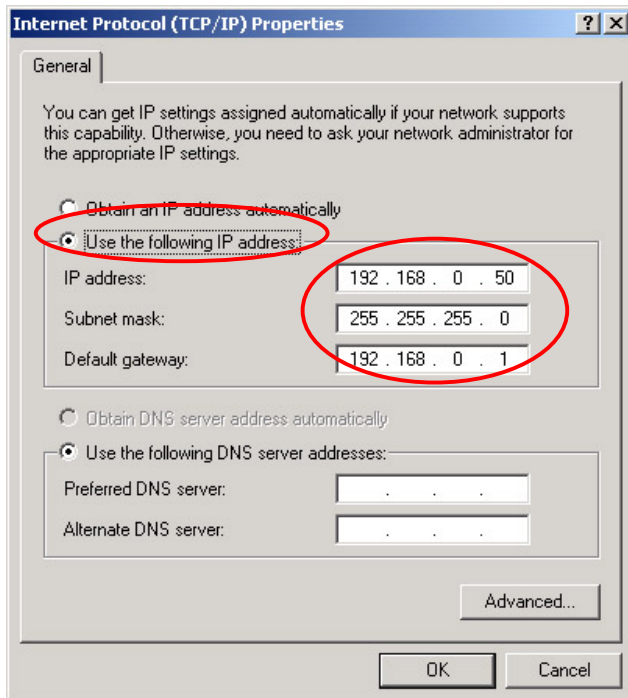 Internet Protocol (TCP/IP) Properties
General
You can get IP settings assigned automatically if your network supports
this capability. Otherwise, you need to ask your network administrator for
the appropriate IP settings.
Obtain an IP address automatically
Use the following IP address:
IP address: 192 . 168 . 0 . 50
Subnet mask: 255 . 255 . 255 . 0
Default gateway: 192 . 168 . 0 . 1
Obtain DNS server address automatically
Use the following DNS server addresses:
Preferred DNS server: . . .
Alternate DNS server: . . .
Advanced...
OK Cancel